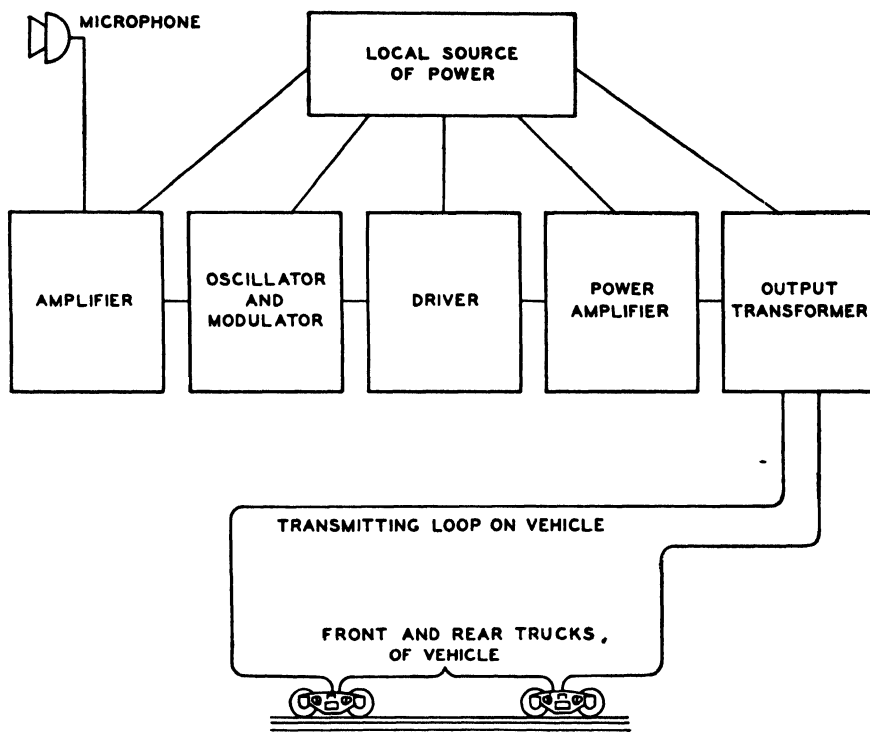 MICROPHONE
LOCAL SOURCE
OF POWER
AMPLIFIER
OSCILLATOR
AND
MODULATOR
DRIVER
POWER
AMPLIFIER
OUTPUT
TRANSFORMER
TRANSMITTING LOOP ON VEHICLE
FRONT AND REAR TRUCKS,
OF VEHICLE